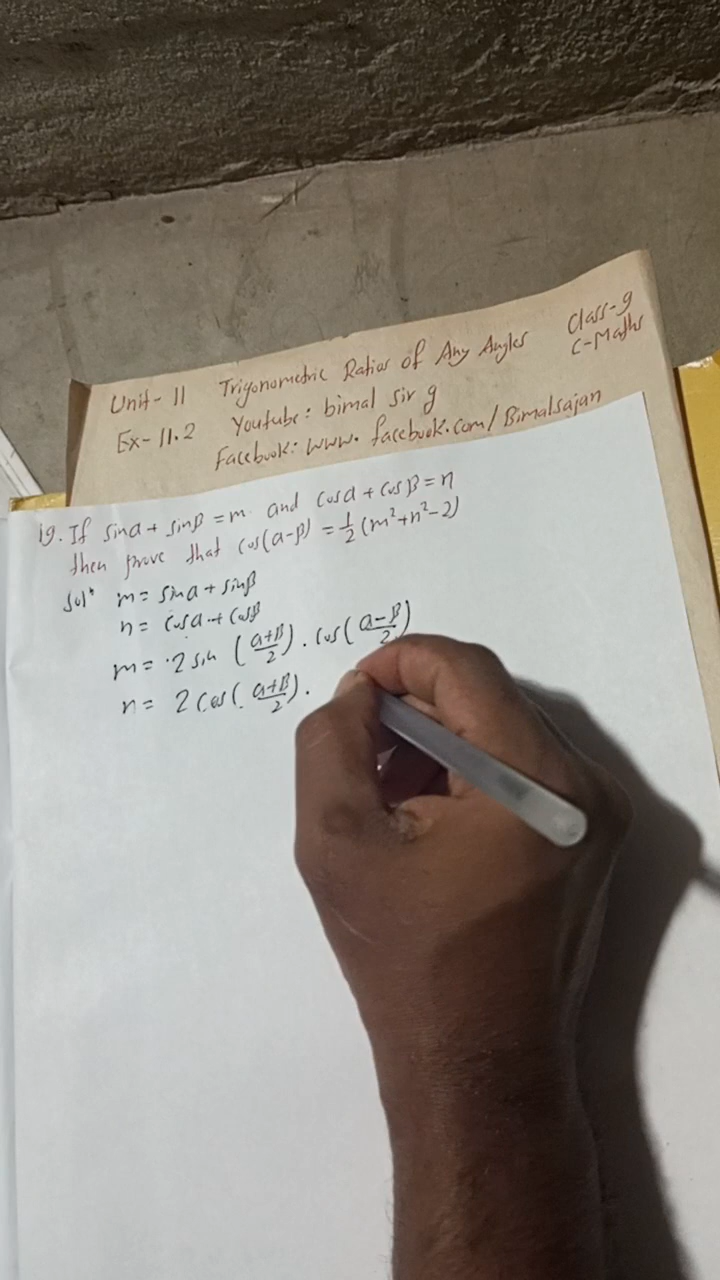 Unit- 11 Trigonometric Ratios of Any Angles Class-9
Ex- 11.2 Youtube: bimal sir g C-Maths
Facebook: www. facebook.com/Bimalsajan
19. If sinα + sinβ = m and cosα + cosβ = n
then prove that cos(α-β) = 1/2 (m²+n²-2)
Solⁿ m = sinα + sinβ
n = cosα + cosβ
m = 2 sin (α+β/2) . cos(α-β/2)
n = 2 cos (α+β/2) .